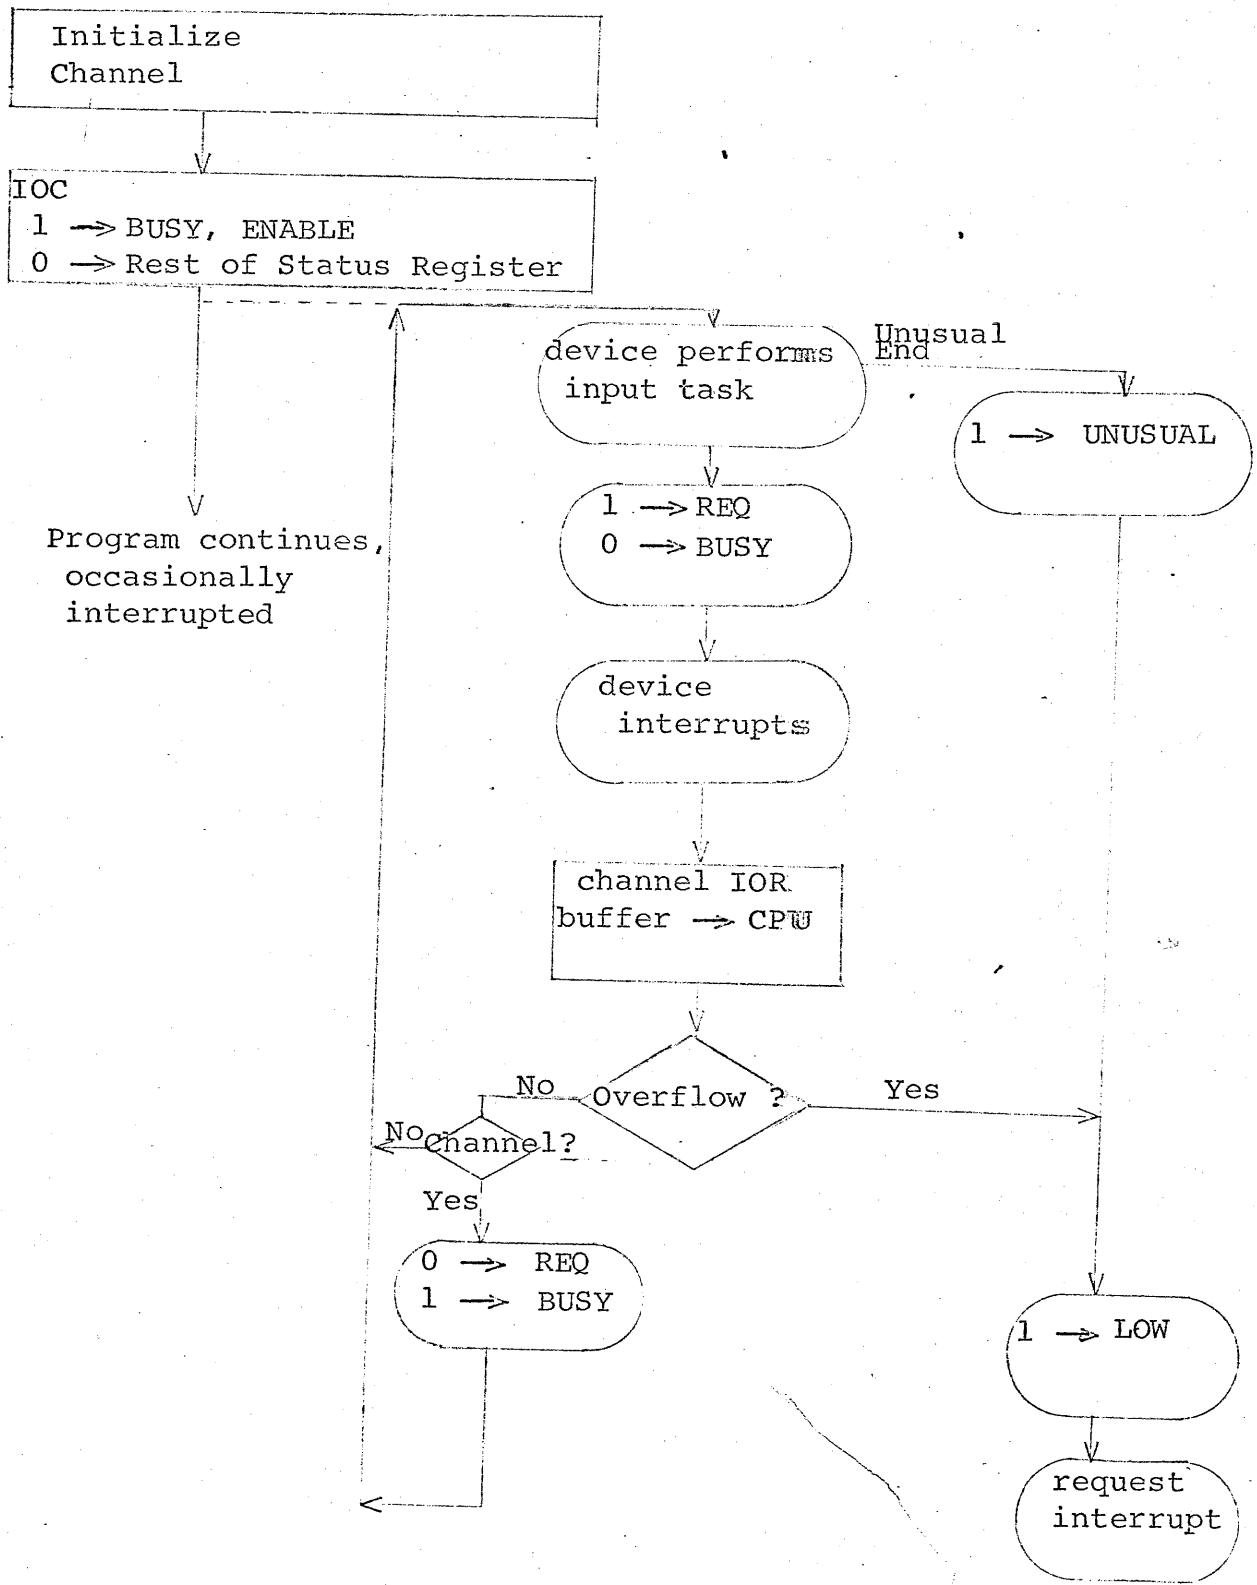 Initialize
Channel
IOC
1 → BUSY, ENABLE
0 → Rest of Status Register
Program continues,
occasionally
interrupted
device performs
input task
Unusual
End
1 → UNUSUAL
1 → REQ
0 → BUSY
device
interrupts
channel IOR
buffer → CPU
Overflow ?
No
Yes
Channel?
No
Yes
0 → REQ
1 → BUSY
1 → LOW
request
interrupt